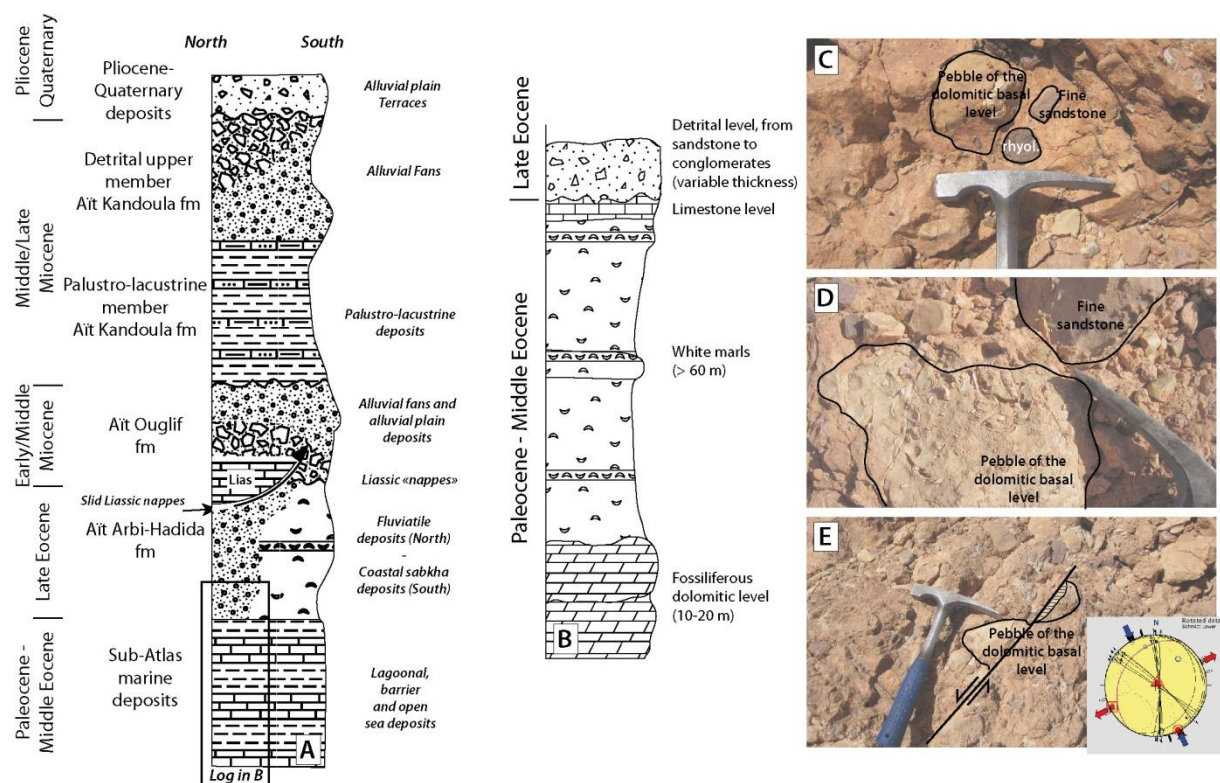 North
South
Pliocene
Quaternary
Pliocene-
Quaternary
deposits
Alluvial plain
Terraces
Detrital upper
member
Aït Kandoula fm
Alluvial Fans
Middle/Late
Miocene
Palustro-lacustrine
member
Aït Kandoula fm
Palustro-lacustrine
deposits
Early/Middle
Miocene
Aït Ouglif
fm
Alluvial fans and
alluvial plain
deposits
Lias
Slid Liassic nappes
Liassic «nappes»
Late Eocene
Aït Arbi-Hadida
fm
Fluviatile
deposits (North)
-
Coastal sabkha
deposits (South)
Paleocene -
Middle Eocene
Sub-Atlas
marine
deposits
Lagoonal,
barrier
and open
sea deposits
A
Log in B
Late Eocene
Detrital level, from
sandstone to
conglomerates
(variable thickness)
Limestone level
Paleocene - Middle Eocene
White marls
(> 60 m)
Fossiliferous
dolomitic level
(10-20 m)
B
C
Pebble of the
dolomitic basal
level
Fine
sandstone
rhyol.
D
Fine
sandstone
Pebble of the
dolomitic basal
level
E
Pebble of the
dolomitic basal
level
N